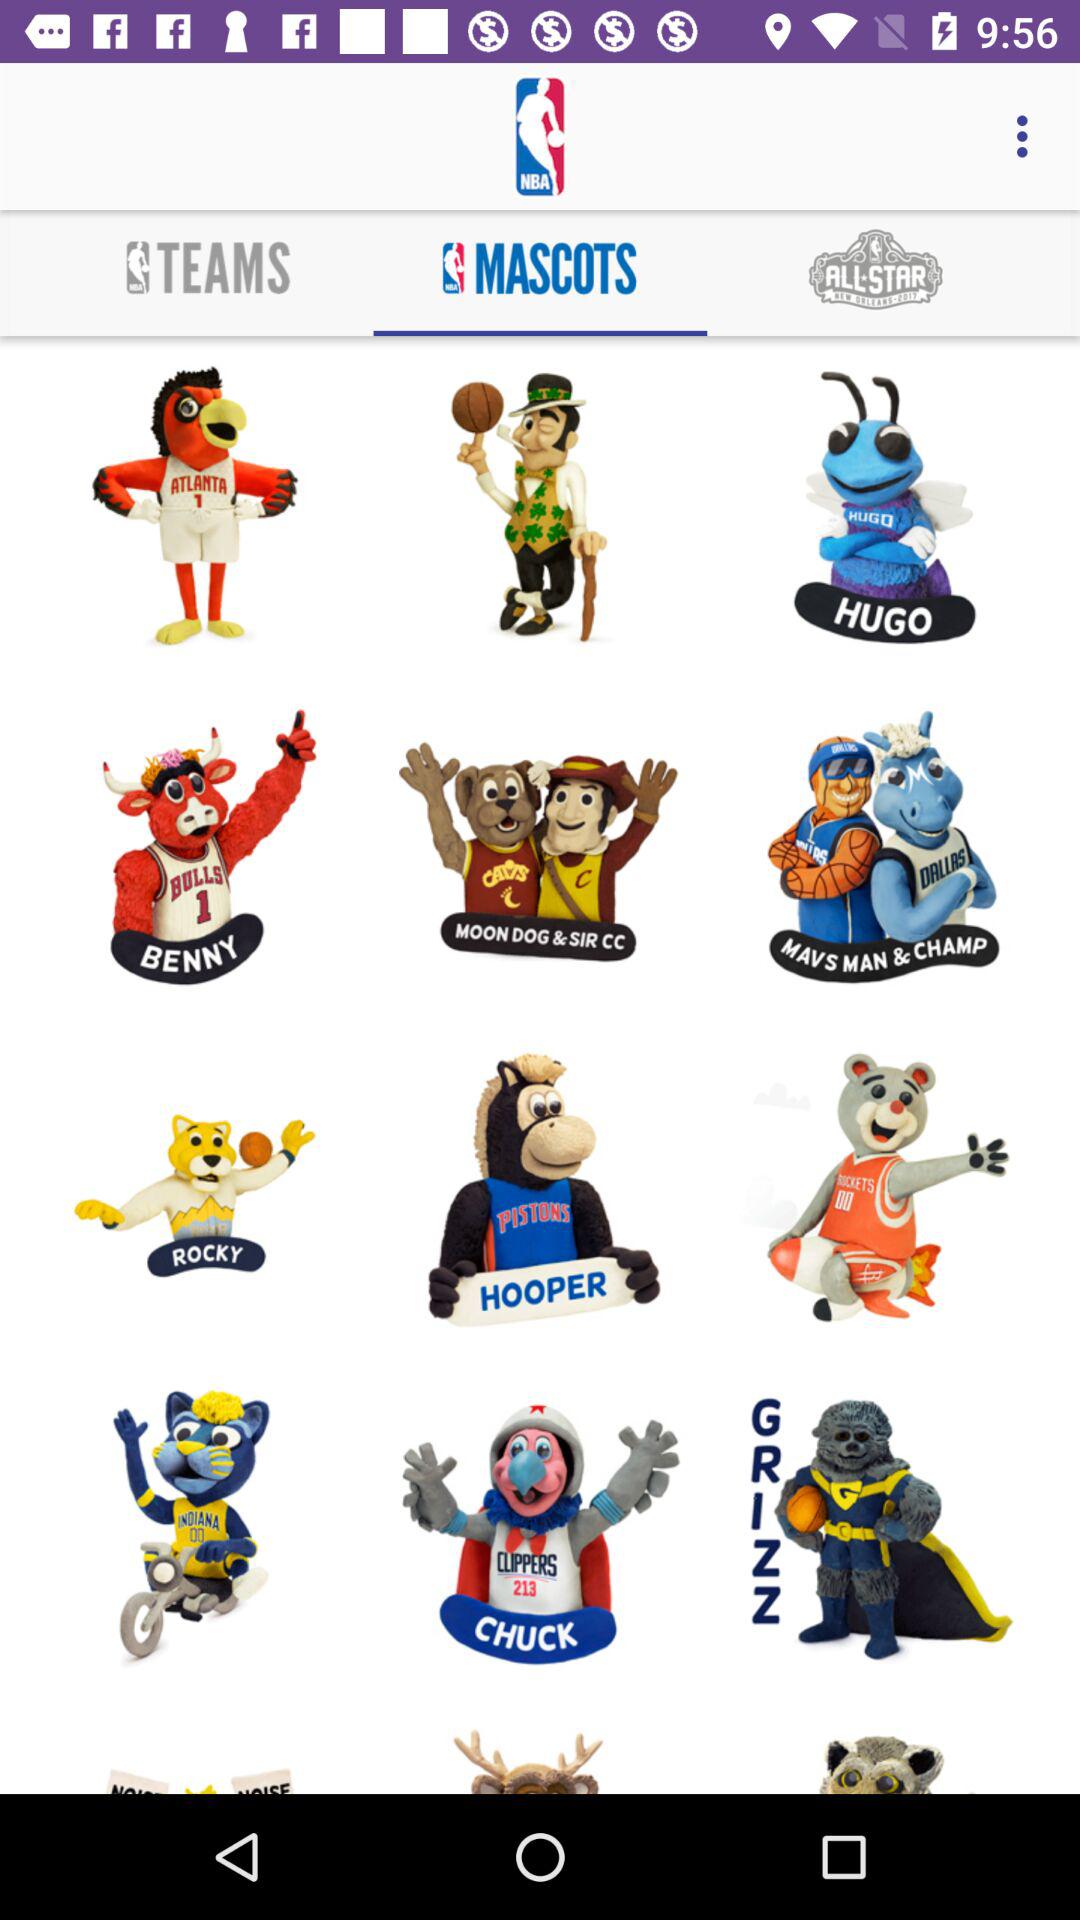 9:56
NBA
NBA TEAMS
NBA MASCOTS
ALL★STAR
NEW ORLEANS·2017
ATLANTA
1
HUGO
HUGO
BULLS
1
BENNY
CAVS
C
C
MOON DOG & SIR CC
DALLAS
M
DALLAS
MAVS MAN & CHAMP
ROCKY
PISTONS
HOOPER
ROCKETS
00
INDIANA
00
CLIPPERS
213
CHUCK
GRIZZ
G
G
NOISE